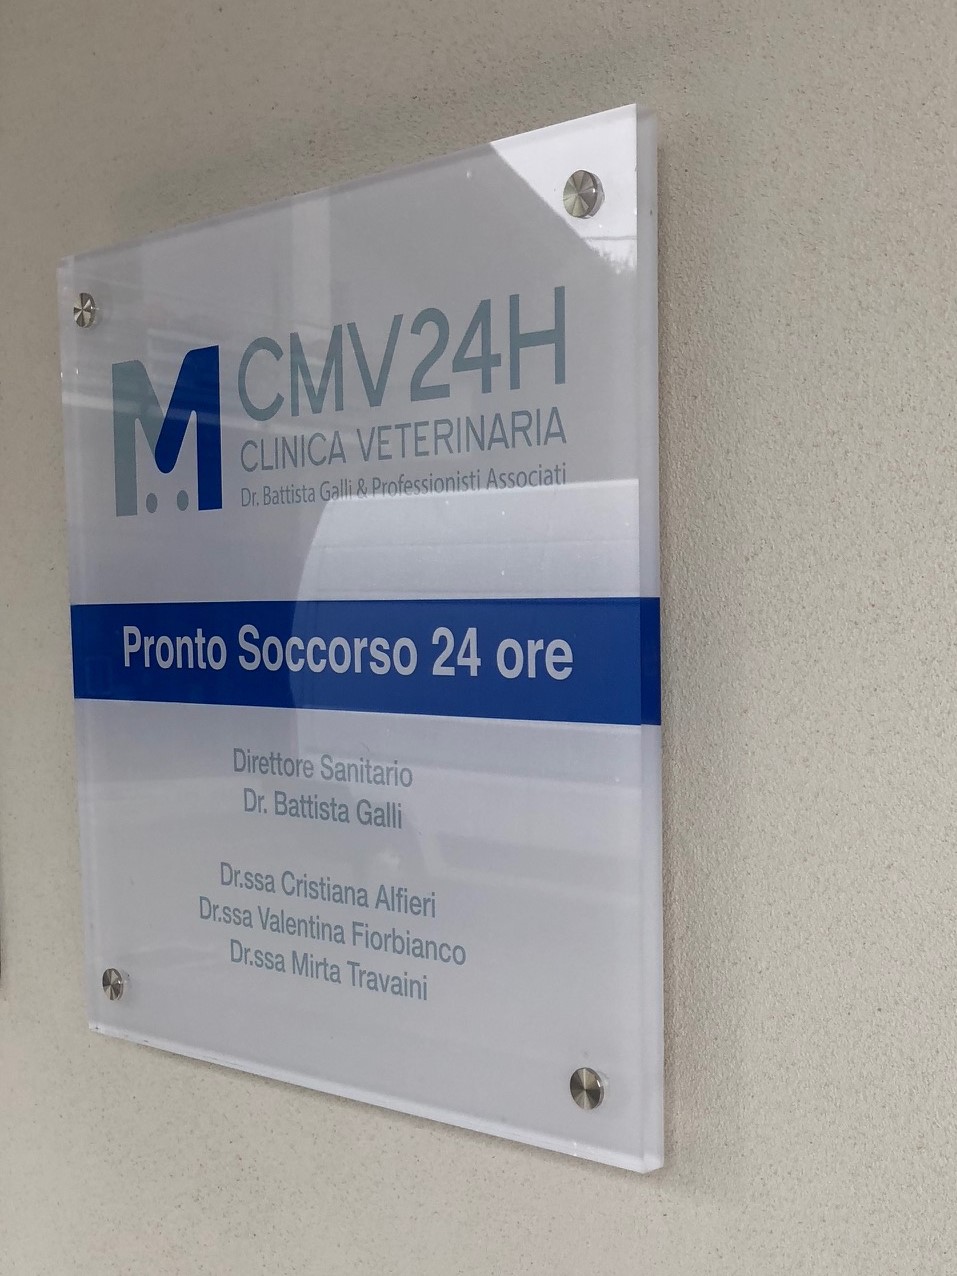 CMV24H
CLINICA VETERINARIA
Dr. Battista Galli & Professionisti Associati
Pronto Soccorso 24 ore
Direttore Sanitario
Dr. Battista Galli
Dr.ssa Cristiana Alfieri
Dr.ssa Valentina Fiorbianco
Dr.ssa Mirta Travaini